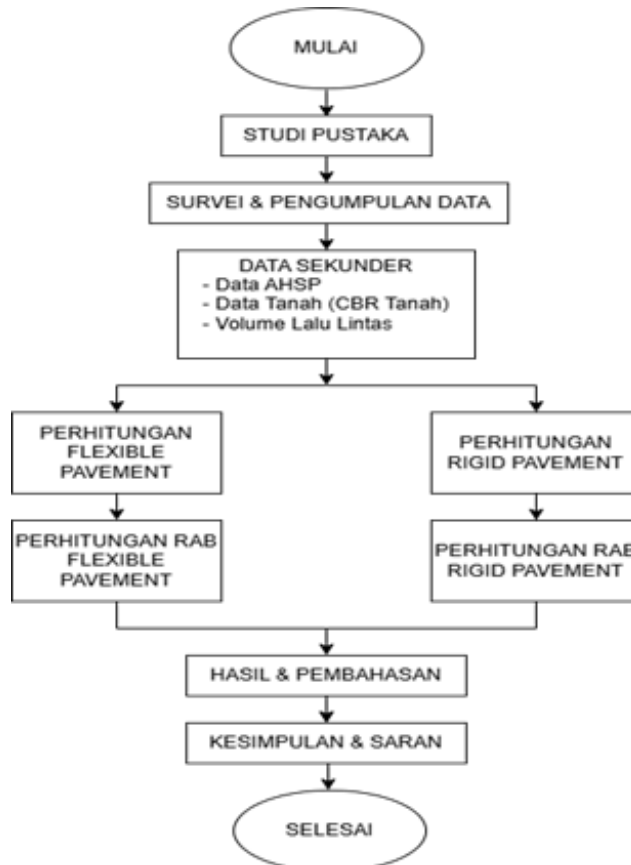 MULAI
STUDI PUSTAKA
SURVEI & PENGUMPULAN DATA
DATA SEKUNDER
- Data AHSP
- Data Tanah (CBR Tanah)
- Volume Lalu Lintas
PERHITUNGAN
FLEXIBLE
PAVEMENT
PERHITUNGAN
RIGID PAVEMENT
PERHITUNGAN RAB
FLEXIBLE
PAVEMENT
PERHITUNGAN RAB
RIGID PAVEMENT
HASIL & PEMBAHASAN
KESIMPULAN & SARAN
SELESAI